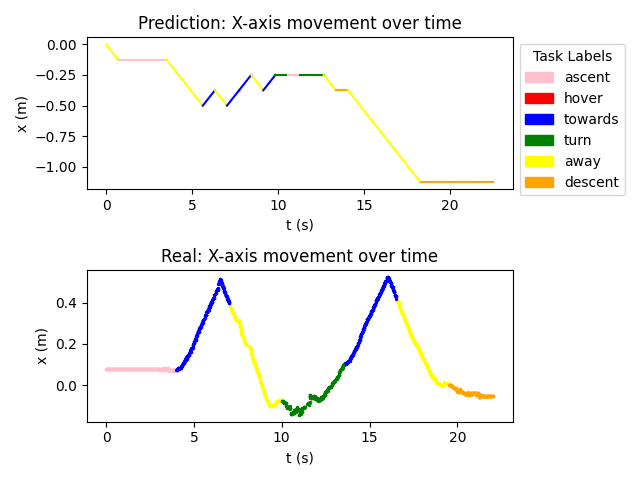 Prediction: X-axis movement over time
0.00
−0.25
−0.50
−0.75
−1.00
x (m)
0
5
10
15
20
t (s)
Task Labels
ascent
hover
towards
turn
away
descent
Real: X-axis movement over time
0.4
0.2
0.0
x (m)
0
5
10
15
20
t (s)